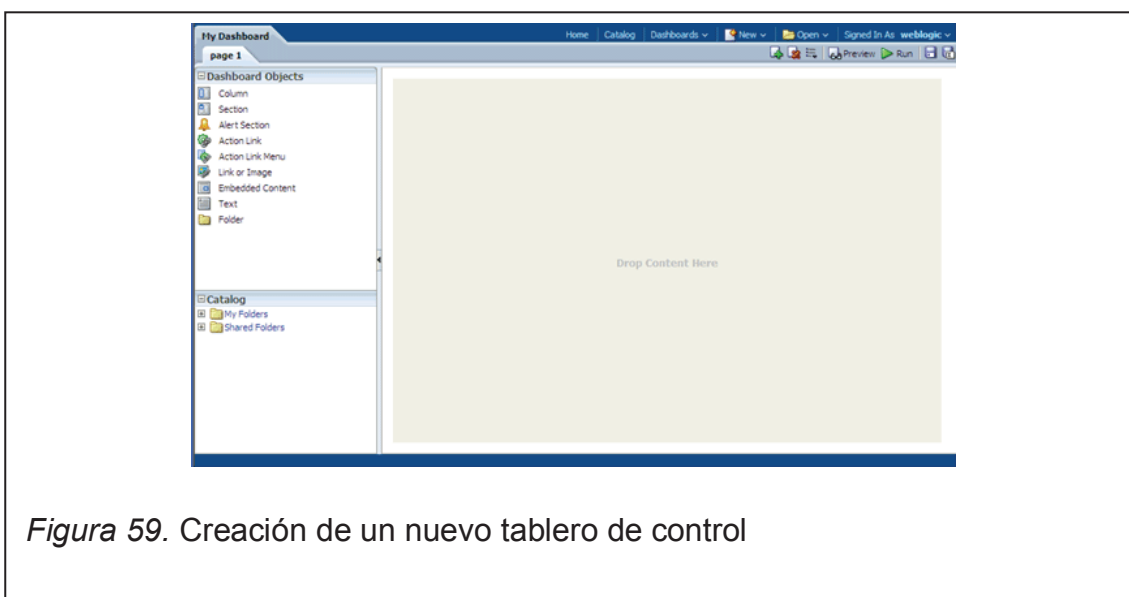 My Dashboard
Home Catalog Dashboards New Open Signed In As weblogic
page 1
Preview Run
Dashboard Objects
Column
Section
Alert Section
Action Link
Action Link Menu
Link or Image
Embedded Content
Text
Folder
Drop Content Here
Catalog
My Folders
Shared Folders
Figura 59. Creación de un nuevo tablero de control